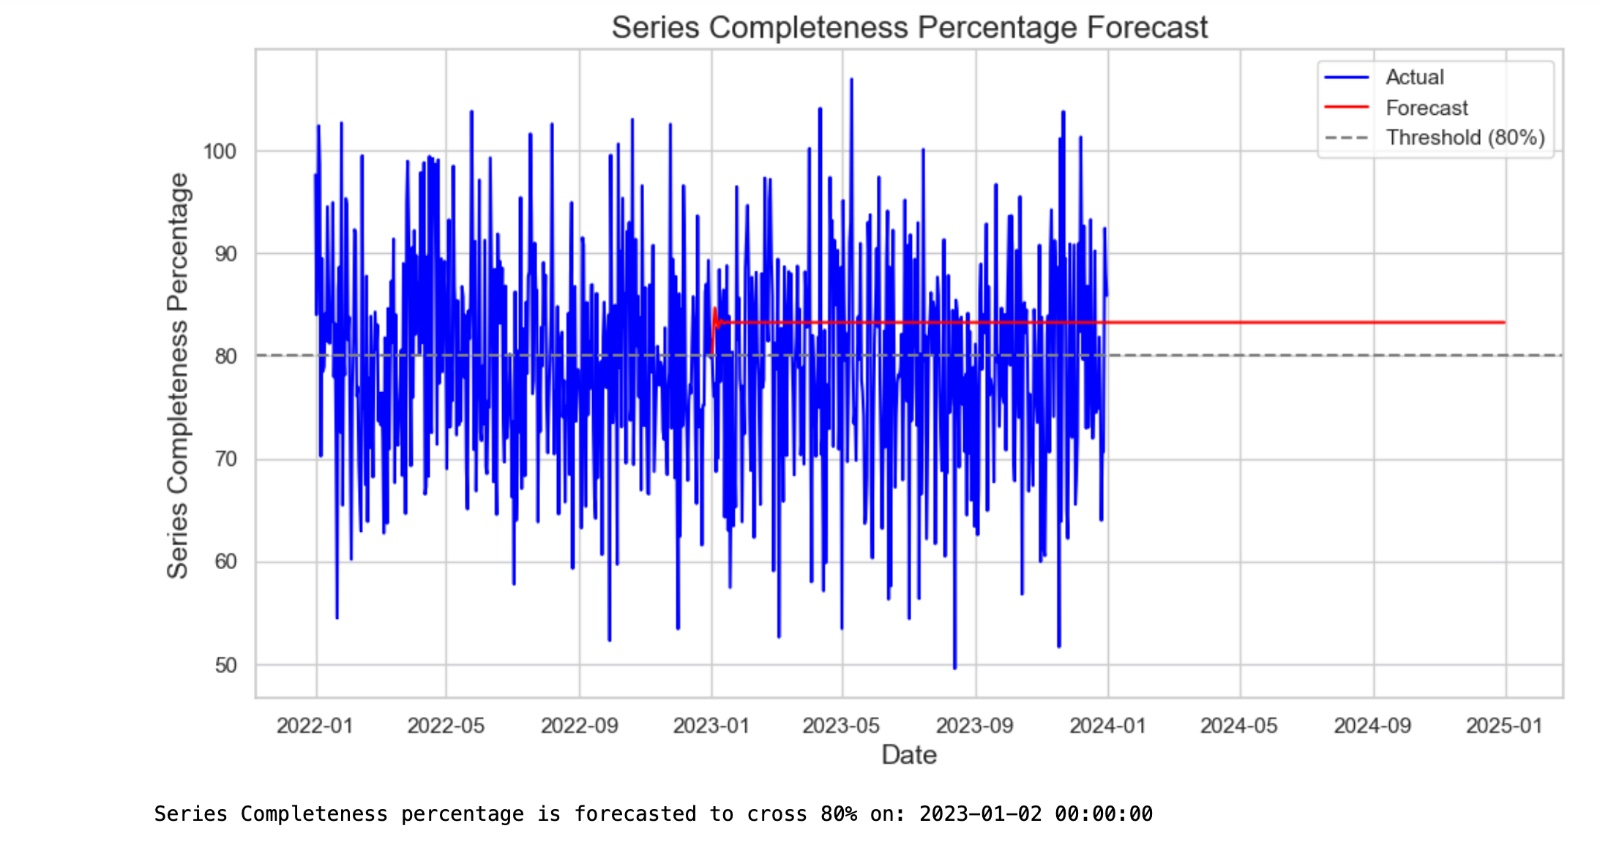 Series Completeness Percentage Forecast
Actual
Forecast
Threshold (80%)
Series Completeness Percentage
100
90
80
70
60
50
2022-01 2022-05 2022-09 2023-01 2023-05 2023-09 2024-01 2024-05 2024-09 2025-01
Date
Series Completeness percentage is forecasted to cross 80% on: 2023-01-02 00:00:00